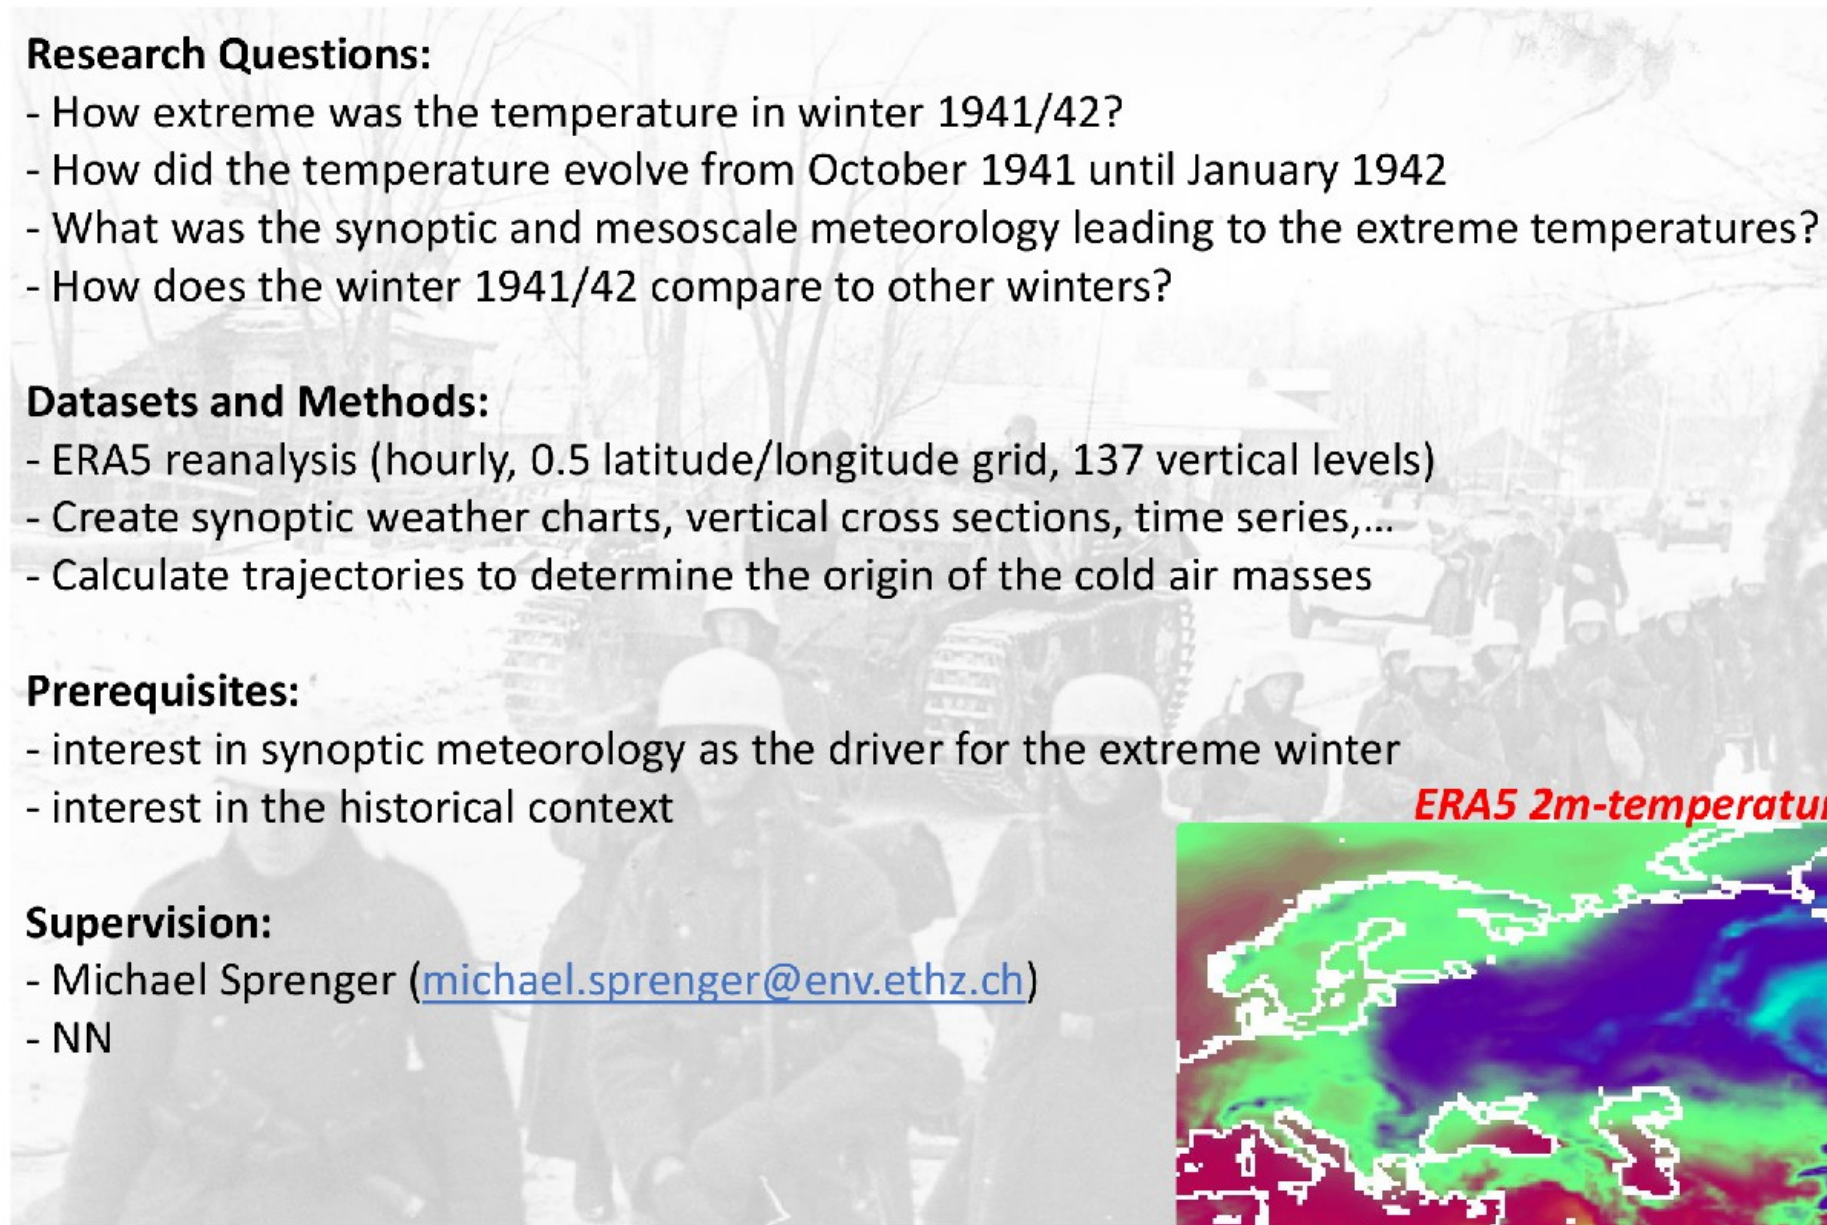 Research Questions:
- How extreme was the temperature in winter 1941/42?
- How did the temperature evolve from October 1941 until January 1942
- What was the synoptic and mesoscale meteorology leading to the extreme temperatures?
- How does the winter 1941/42 compare to other winters?
Datasets and Methods:
- ERA5 reanalysis (hourly, 0.5 latitude/longitude grid, 137 vertical levels)
- Create synoptic weather charts, vertical cross sections, time series,...
- Calculate trajectories to determine the origin of the cold air masses
Prerequisites:
- interest in synoptic meteorology as the driver for the extreme winter
- interest in the historical context
ERA5 2m-temperatur
Supervision:
- Michael Sprenger (michael.sprenger@env.ethz.ch)
- NN